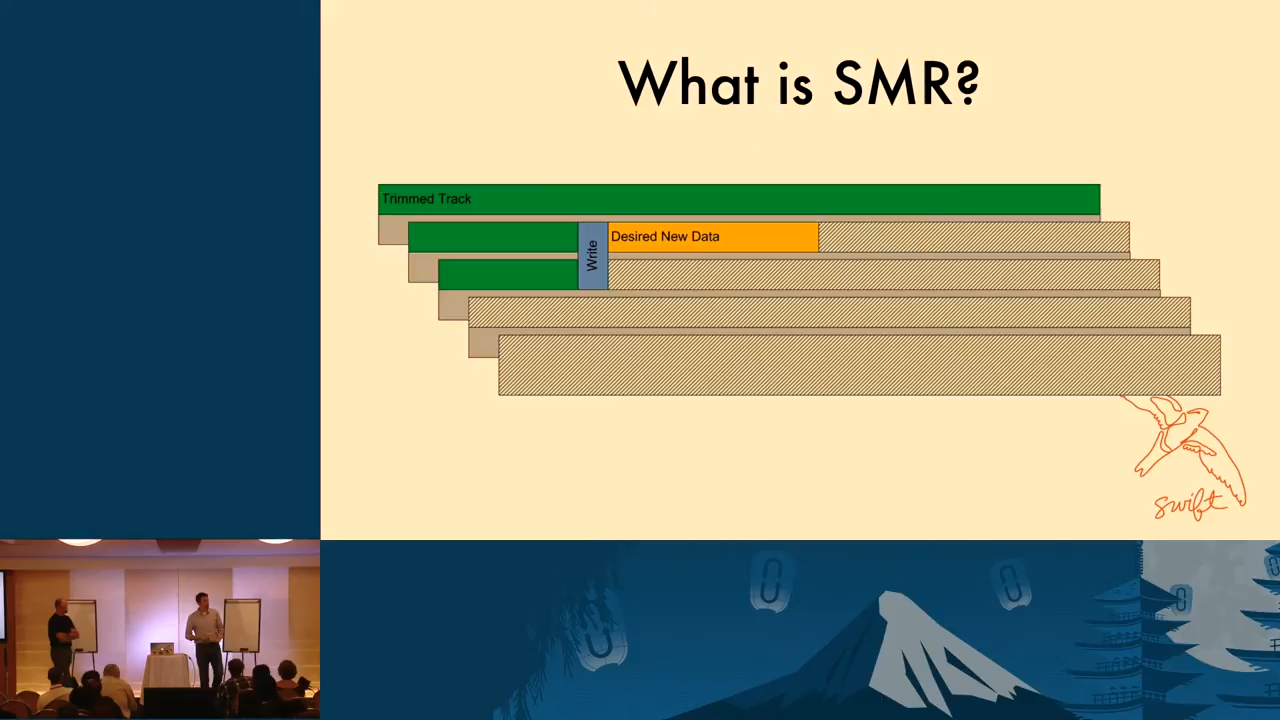 What is SMR?
Trimmed Track
Write
Desired New Data
swift